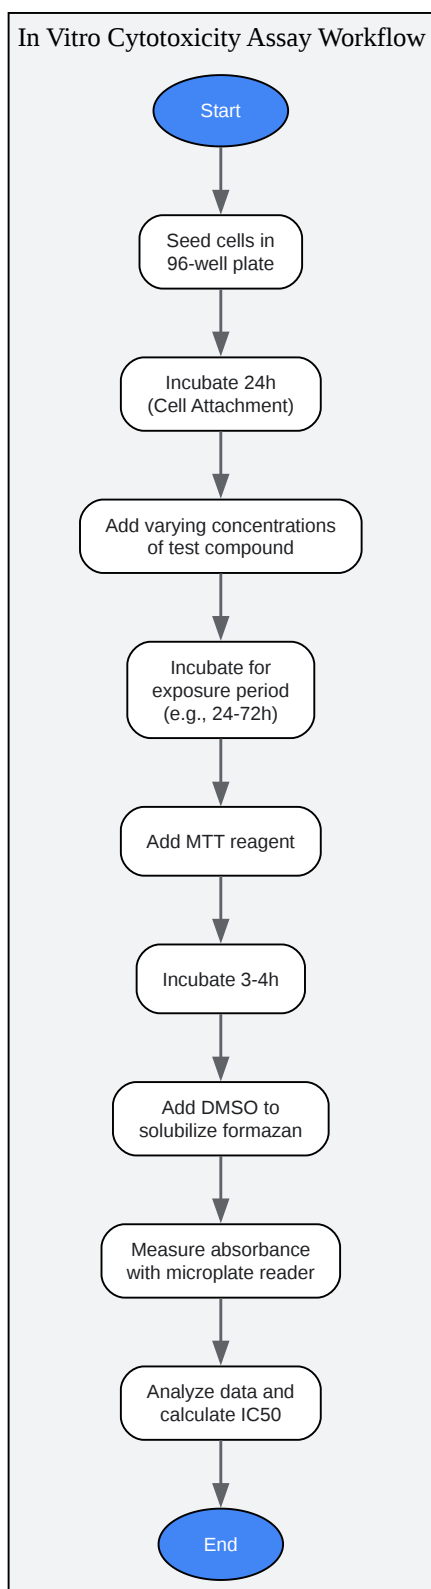 In Vitro Cytotoxicity Assay Workflow
Start
Seed cells in
96-well plate
Incubate 24h
(Cell Attachment)
Add varying concentrations
of test compound
Incubate for
exposure period
(e.g., 24-72h)
Add MTT reagent
Incubate 3-4h
Add DMSO to
solubilize formazan
Measure absorbance
with microplate reader
Analyze data and
calculate IC50
End